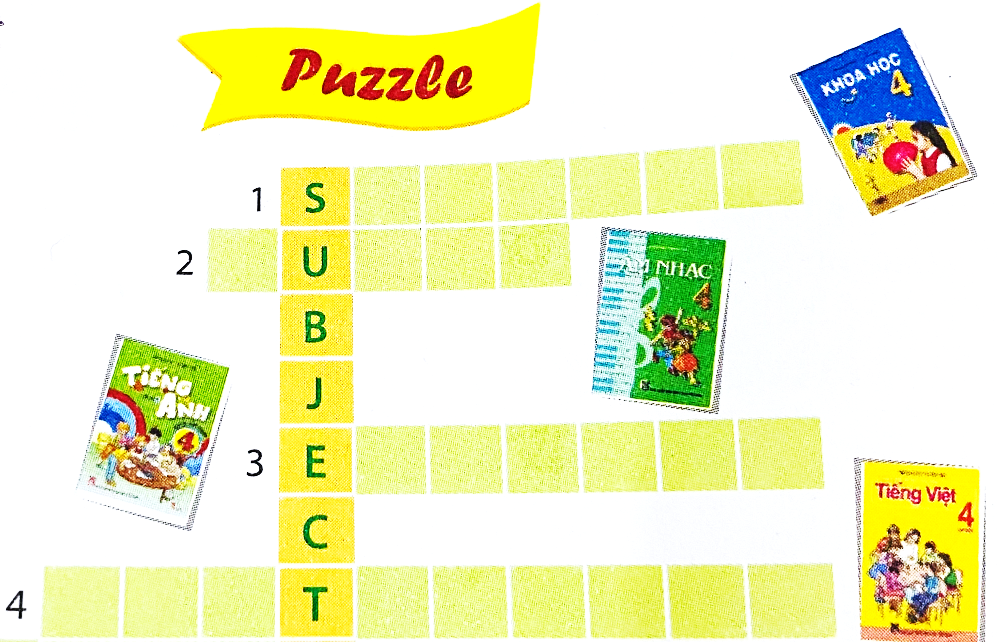 Puzzle
KHOA HỌC
4
1 S
2 U
ÂM NHẠC
4
B
TIẾNG
ANH
4
J
3 E
Tiếng Việt
4
C
4 T